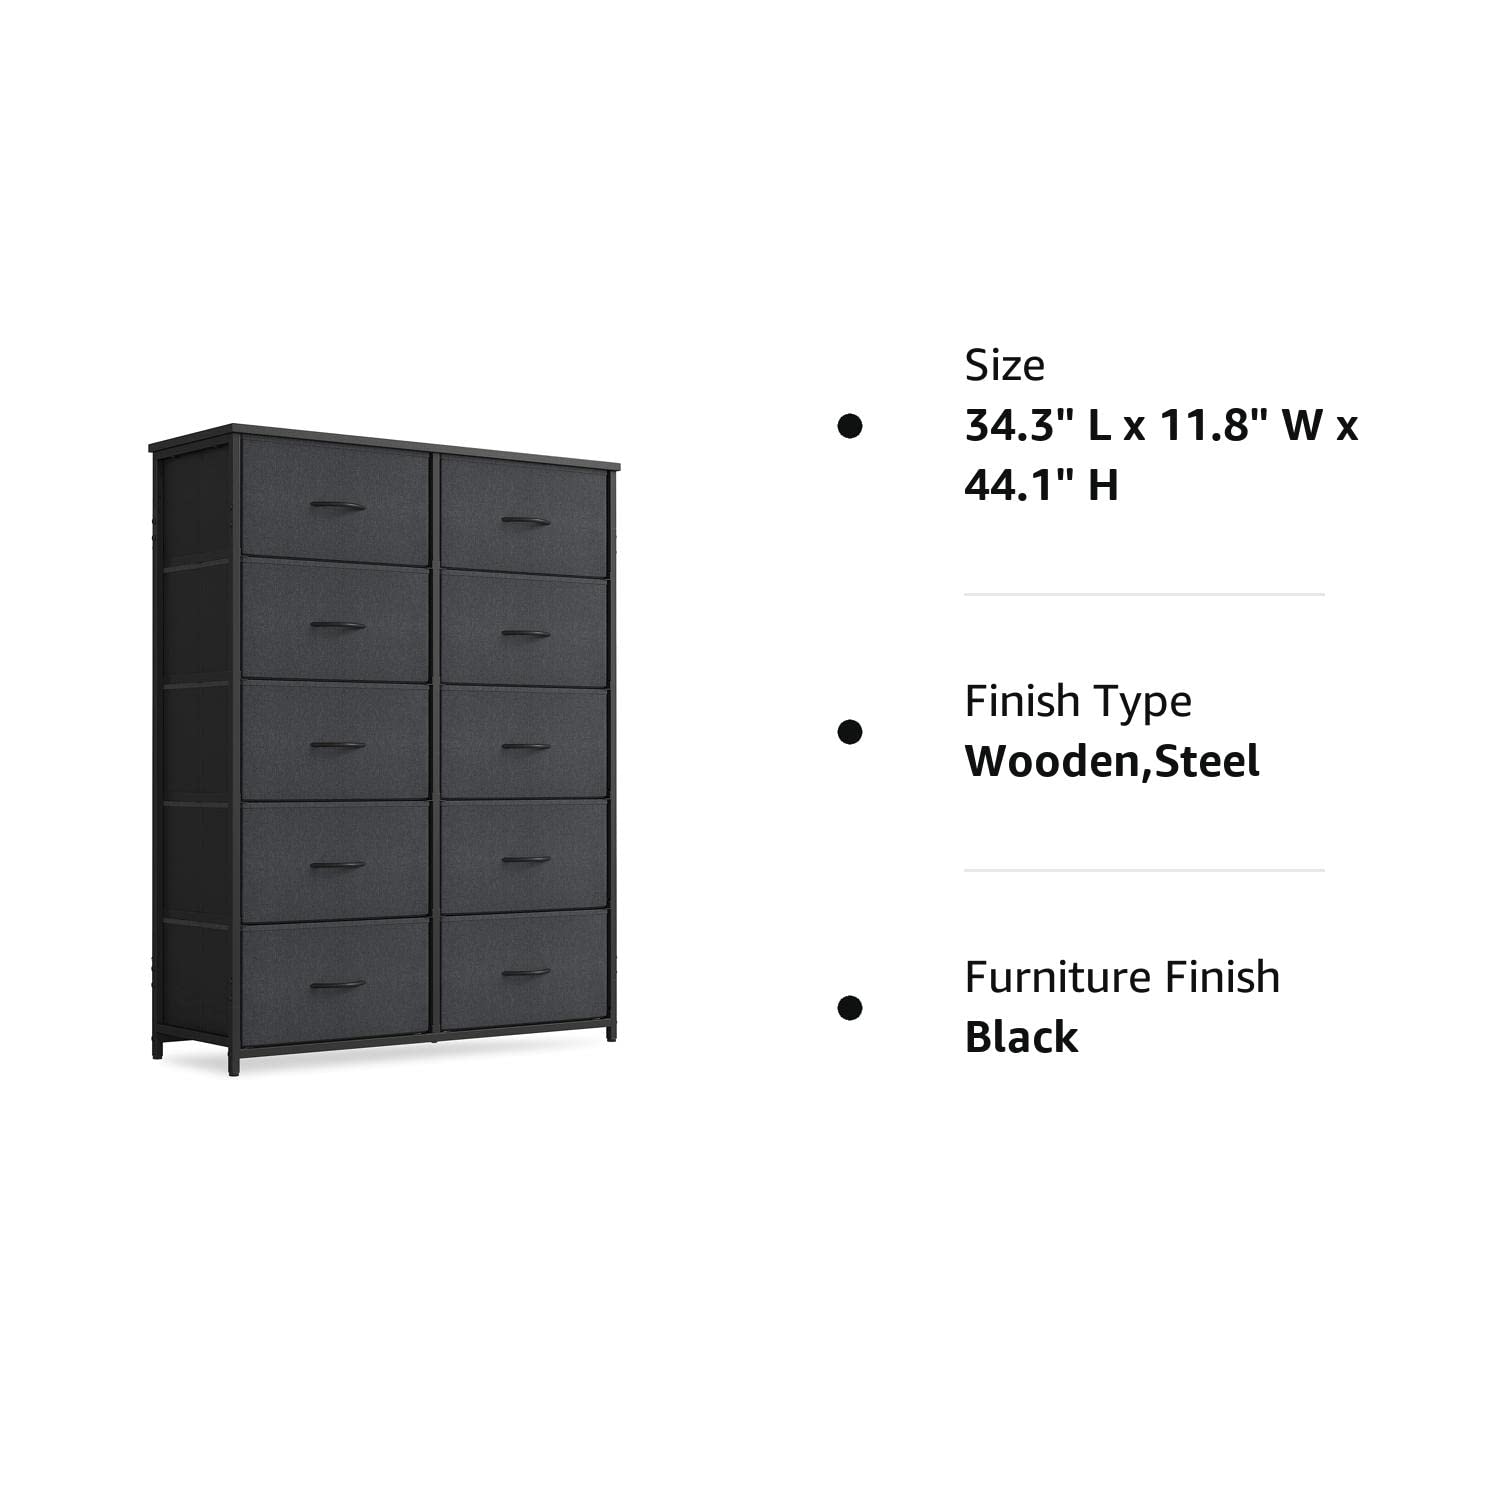 Size
34.3" L x 11.8" W x
44.1" H
Finish Type
Wooden,Steel
Furniture Finish
Black